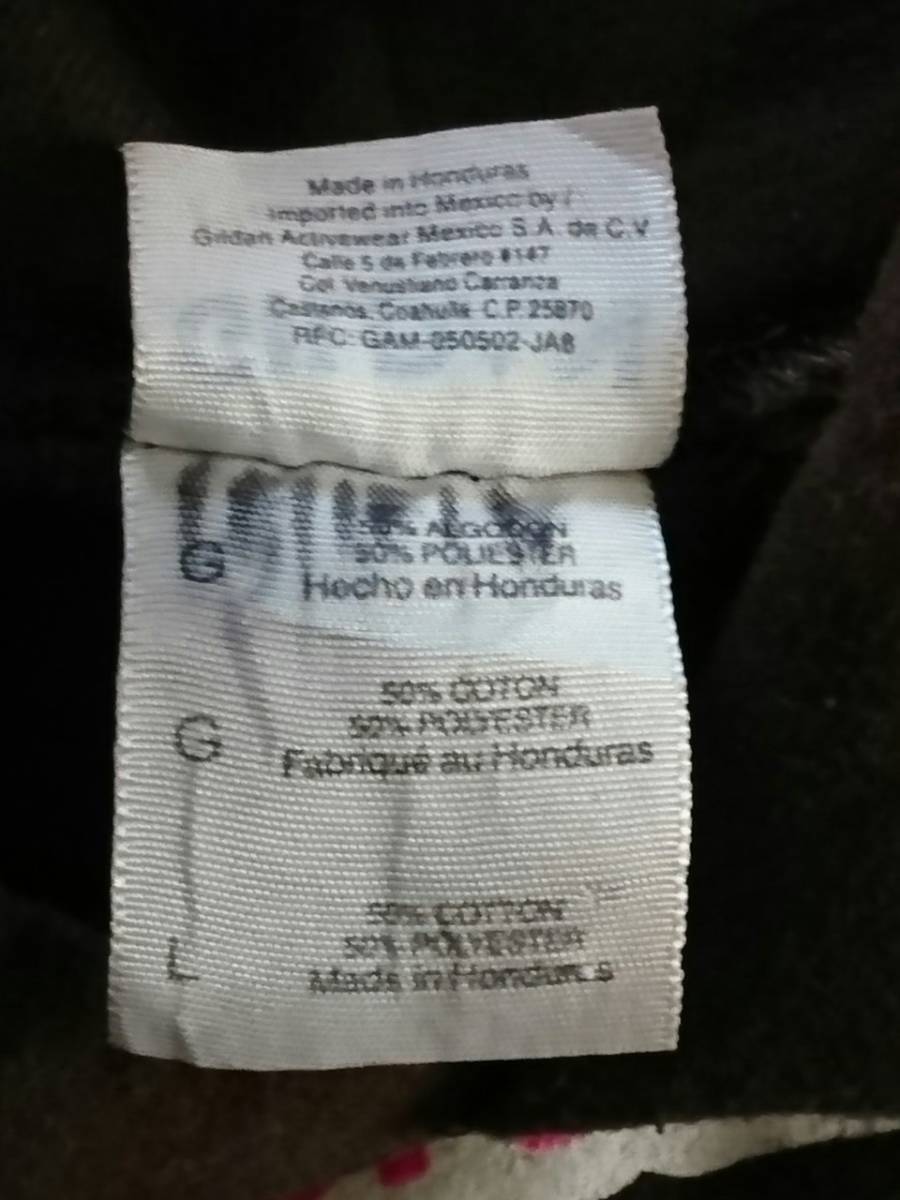 Made in Honduras
Imported into Mexico by
Gildan Activewear Mexico S.A. de C.V
Calle 5 de Febrero #147
Col Venustiano Carranza
Castanos, Coahuila C.P. 25870
RFC: GAM-050502-JA8
50% ALGODON
50% POLIESTER
G Hecho en Honduras
50% COTON
50% POLYESTER
G Fabriqué au Honduras
50% COTTON
50% POLYESTER
L Made in Honduras